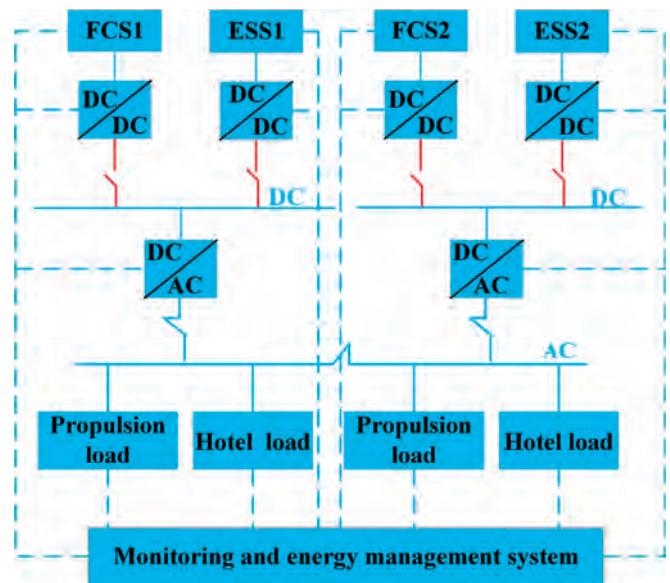 FCS1
ESS1
FCS2
ESS2
DC
DC
DC
DC
DC
DC
DC
DC
DC
DC
DC
AC
DC
AC
AC
Propulsion
load
Hotel load
Propulsion
load
Hotel load
Monitoring and energy management system